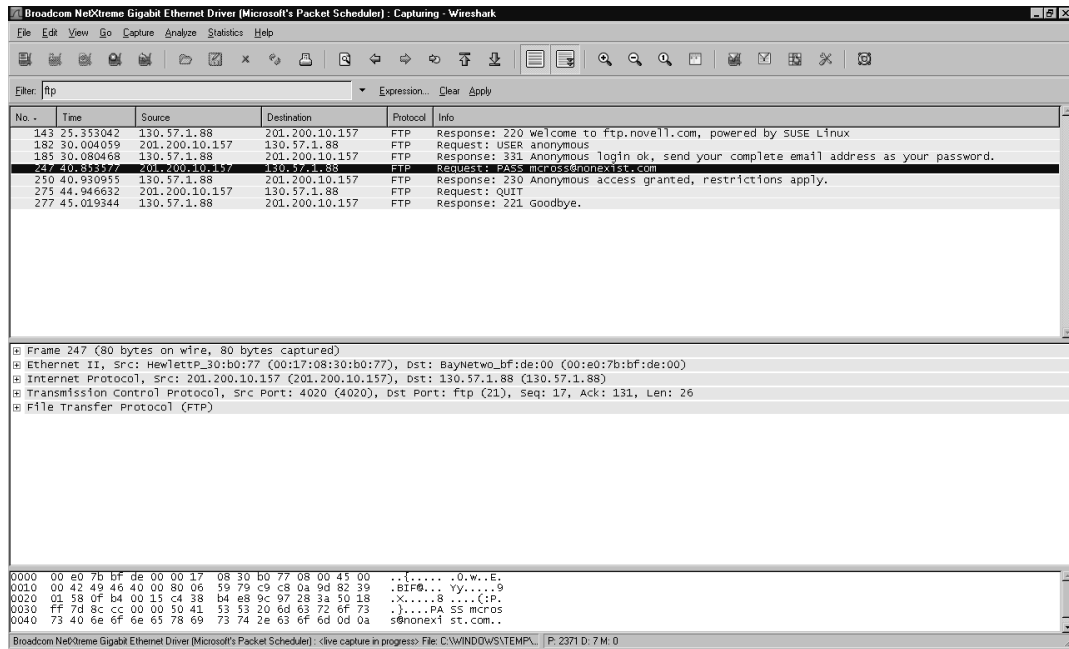 Broadcom NetXtreme Gigabit Ethernet Driver (Microsoft's Packet Scheduler) : Capturing - Wireshark
File Edit View Go Capture Analyze Statistics Help
Filter: ftp Expression... Clear Apply
No. - Time Source Destination Protocol Info
143 25.353042 130.57.1.88 201.200.10.157 FTP Response: 220 Welcome to ftp.novell.com, powered by SUSE Linux
182 30.004059 201.200.10.157 130.57.1.88 FTP Request: USER anonymous
185 30.080468 130.57.1.88 201.200.10.157 FTP Response: 331 Anonymous login ok, send your complete email address as your password.
247 40.853577 201.200.10.157 130.57.1.88 FTP Request: PASS mcross@nonexist.com
250 40.930955 130.57.1.88 201.200.10.157 FTP Response: 230 Anonymous access granted, restrictions apply.
275 44.946632 201.200.10.157 130.57.1.88 FTP Request: QUIT
277 45.019344 130.57.1.88 201.200.10.157 FTP Response: 221 Goodbye.
Frame 247 (80 bytes on wire, 80 bytes captured)
Ethernet II, Src: HewlettP_30:b0:77 (00:17:08:30:b0:77), Dst: BayNetwo_bf:de:00 (00:e0:7b:bf:de:00)
Internet Protocol, Src: 201.200.10.157 (201.200.10.157), Dst: 130.57.1.88 (130.57.1.88)
Transmission Control Protocol, Src Port: 4020 (4020), Dst Port: ftp (21), Seq: 17, Ack: 131, Len: 26
File Transfer Protocol (FTP)
0000 00 e0 7b bf de 00 00 17 08 30 b0 77 08 00 45 00 ..{..... .0.w..E.
0010 00 42 49 46 40 00 80 06 59 79 c9 c8 0a 9d 82 39 .BIF@... Yy.....9
0020 01 58 0f b4 00 15 c4 38 b4 e8 9c 97 28 3a 50 18 .X.....8 ....(:P.
0030 ff 7d 8c cc 00 00 50 41 53 53 20 6d 63 72 6f 73 .}....PA SS mcros
0040 73 40 6e 6f 6e 65 78 69 73 74 2e 63 6f 6d 0d 0a s@nonexi st.com..
Broadcom NetXtreme Gigabit Ethernet Driver (Microsoft's Packet Scheduler) : <live capture in progress> File: C:\WINDOWS\TEMP\... P: 2371 D: 7 M: 0